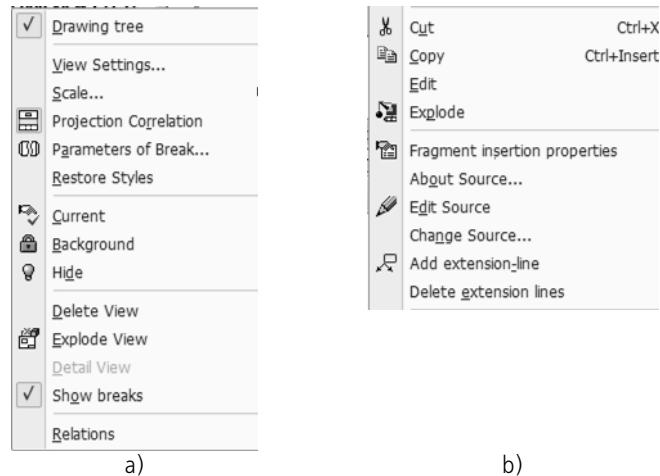 Drawing tree
View Settings...
Scale...
Projection Correlation
Parameters of Break...
Restore Styles
Current
Background
Hide
Delete View
Explode View
Detail View
Show breaks
Relations
a)
Cut Ctrl+X
Copy Ctrl+Insert
Edit
Explode
Fragment insertion properties
About Source...
Edit Source
Change Source...
Add extension-line
Delete extension lines
b)